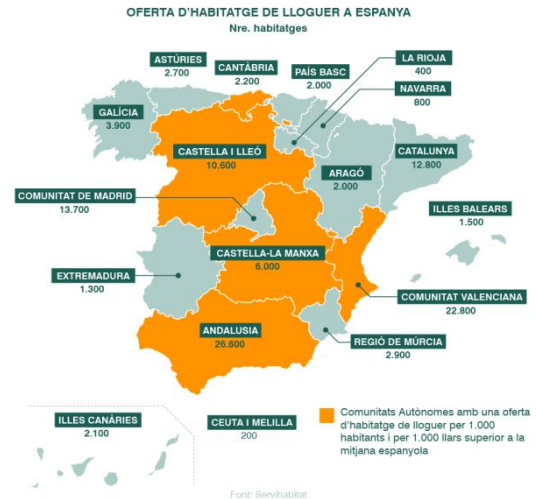 OFERTA D'HABITATGE DE LLOGUER A ESPANYA
Nre. habitatges
LA RIOJA
400
ASTÚRIES
2.700
CANTÀBRIA
2.200
PAÍS BASC
2.000
NAVARRA
800
GALÍCIA
3.900
CASTELLA I LLEÓ
10.600
CATALUNYA
12.800
ARAGÓ
2.000
COMUNITAT DE MADRID
13.700
ILLES BALEARS
1.500
CASTELLA-LA MANXA
6.000
EXTREMADURA
1.300
COMUNITAT VALENCIANA
22.800
ANDALUSIA
26.600
REGIÓ DE MÚRCIA
2.900
ILLES CANÀRIES
2.100
CEUTA I MELILLA
200
Comunitats Autònomes amb una oferta
d'habitatge de lloguer per 1.000
habitants i per 1.000 llars superior a la
mitjana espanyola
Font: Servihabitat